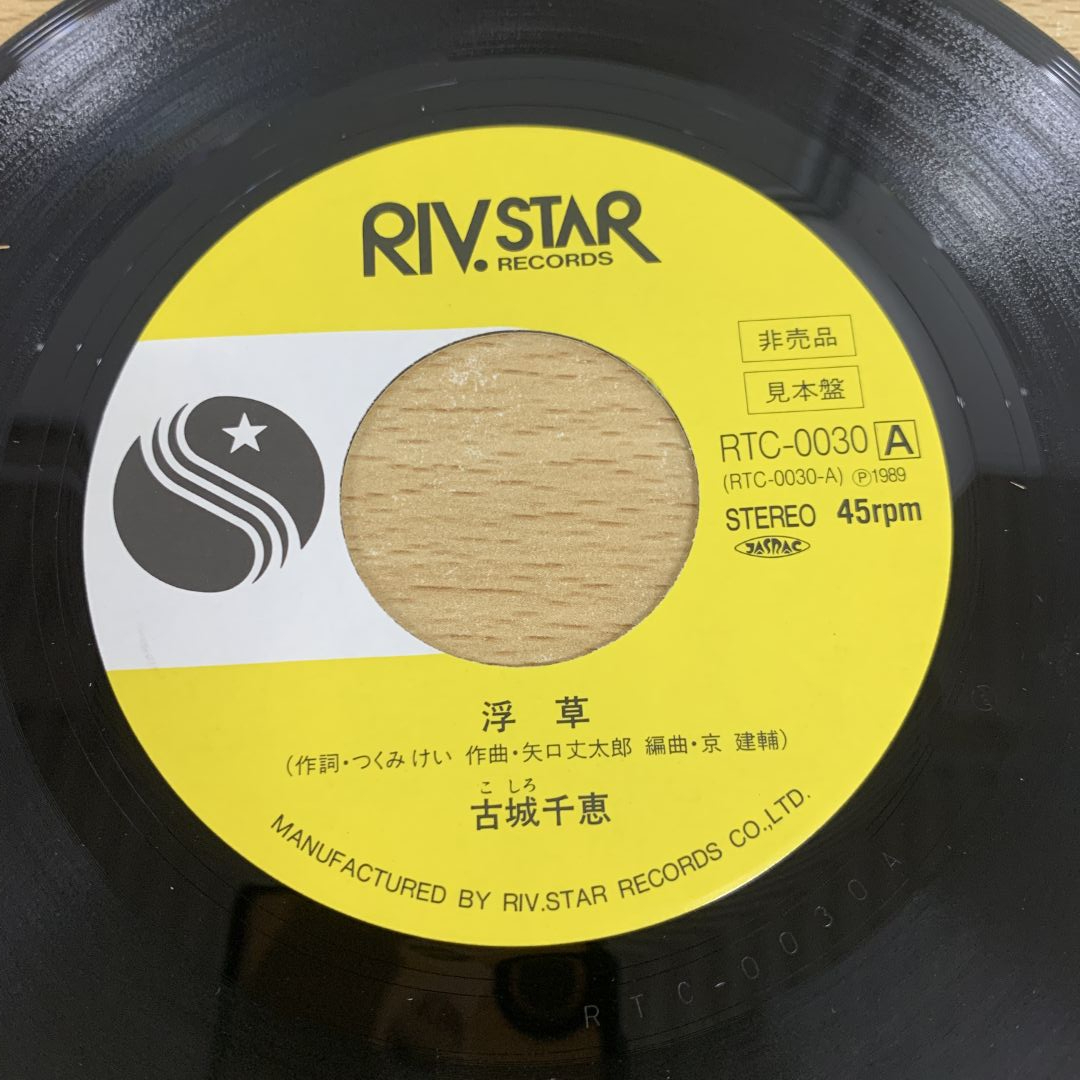 RIV.STAR
RECORDS
非売品
見本盤
RTC-0030 A
(RTC-0030-A) Ⓟ1989
STEREO 45rpm
JASRAC
浮 草
(作詞・つくみ けい 作曲・矢口丈太郎 編曲・京 建輔)
こ しろ
古城千恵
MANUFACTURED BY RIV.STAR RECORDS CO.,LTD.
RTC-0030A